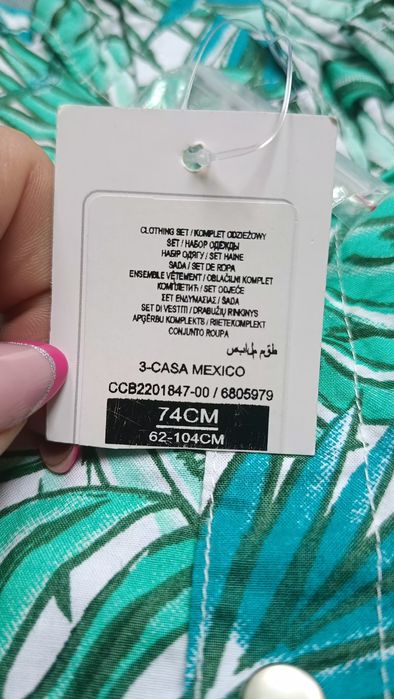 CLOTHING SET / KOMPLET ODZIEŻOWY
SET / НАБОР ОДЕЖДЫ
НАБІР ОДЯГУ / SET HAINE
SADA / SET DE ROPA
ENSEMBLE VÊTEMENT / OBLAČILNI KOMPLET
КОМПЛЕТИЋ / SET ODJEĆE
ΣΕΤ ΕΝΔΥΜΑΣΙΑΣ / SADA
SET DI VESTITI / DRABUŽIŲ RINKINYS
APĢĒRBU KOMPLEKTS / RIIETEKOMPLEKT
CONJUNTO ROUPA
طقم ملابس
3-CASA MEXICO
CCB2201847-00 / 6805979
74CM
62-104CM